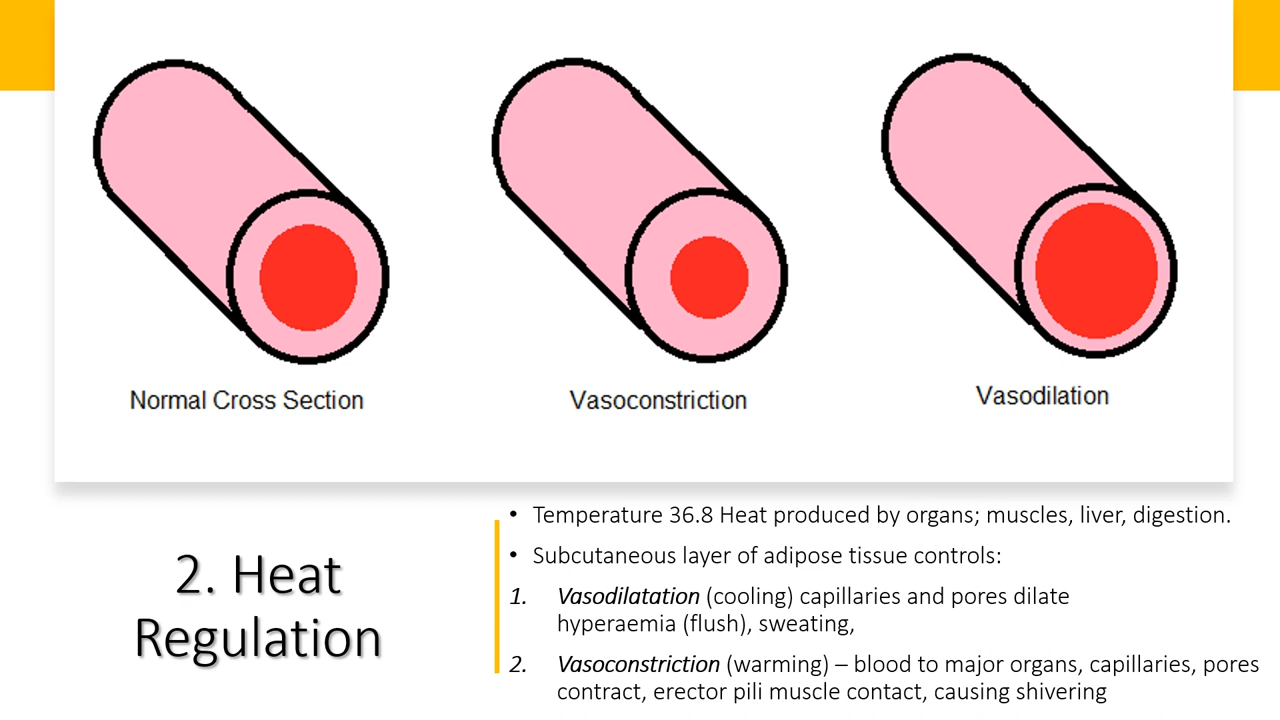 Normal Cross Section
Vasoconstriction
Vasodilation
2. Heat
Regulation
• Temperature 36.8 Heat produced by organs; muscles, liver, digestion.
• Subcutaneous layer of adipose tissue controls:
1. Vasodilatation (cooling) capillaries and pores dilate
hyperaemia (flush), sweating,
2. Vasoconstriction (warming) – blood to major organs, capillaries, pores
contract, erector pili muscle contact, causing shivering